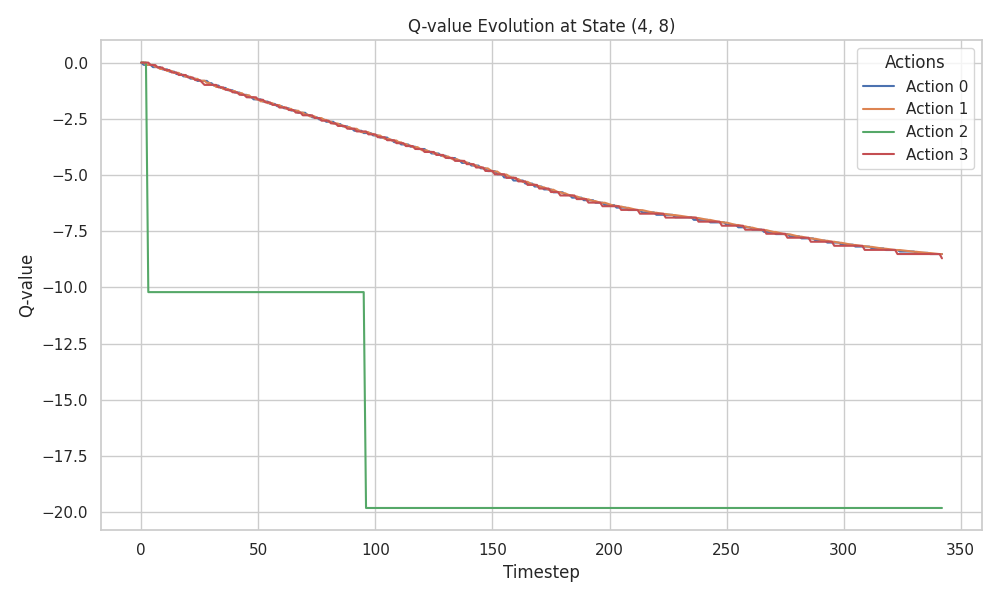 Q-value Evolution at State (4, 8)
Actions
Action 0
Action 1
Action 2
Action 3
Q-value
0.0
−2.5
−5.0
−7.5
−10.0
−12.5
−15.0
−17.5
−20.0
0 50 100 150 200 250 300 350
Timestep